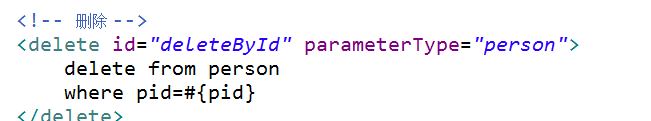 <!-- 删除 -->
<delete id="deleteById" parameterType="person">
delete from person
where pid=#{pid}
</delete>